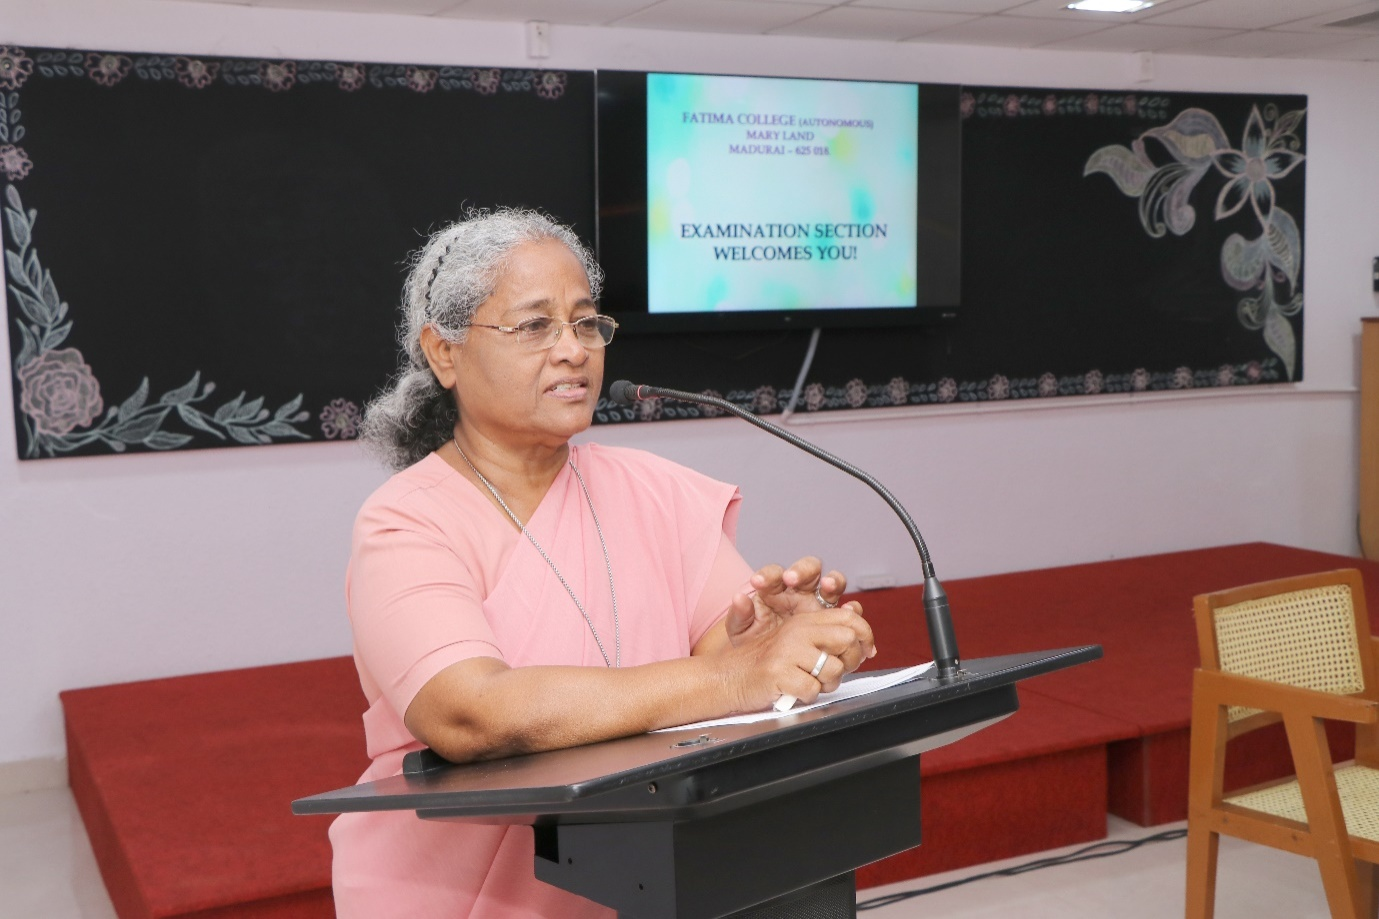 FATIMA COLLEGE (AUTONOMOUS)
MARY LAND
MADURAI – 625 018.
EXAMINATION SECTION
WELCOMES YOU!